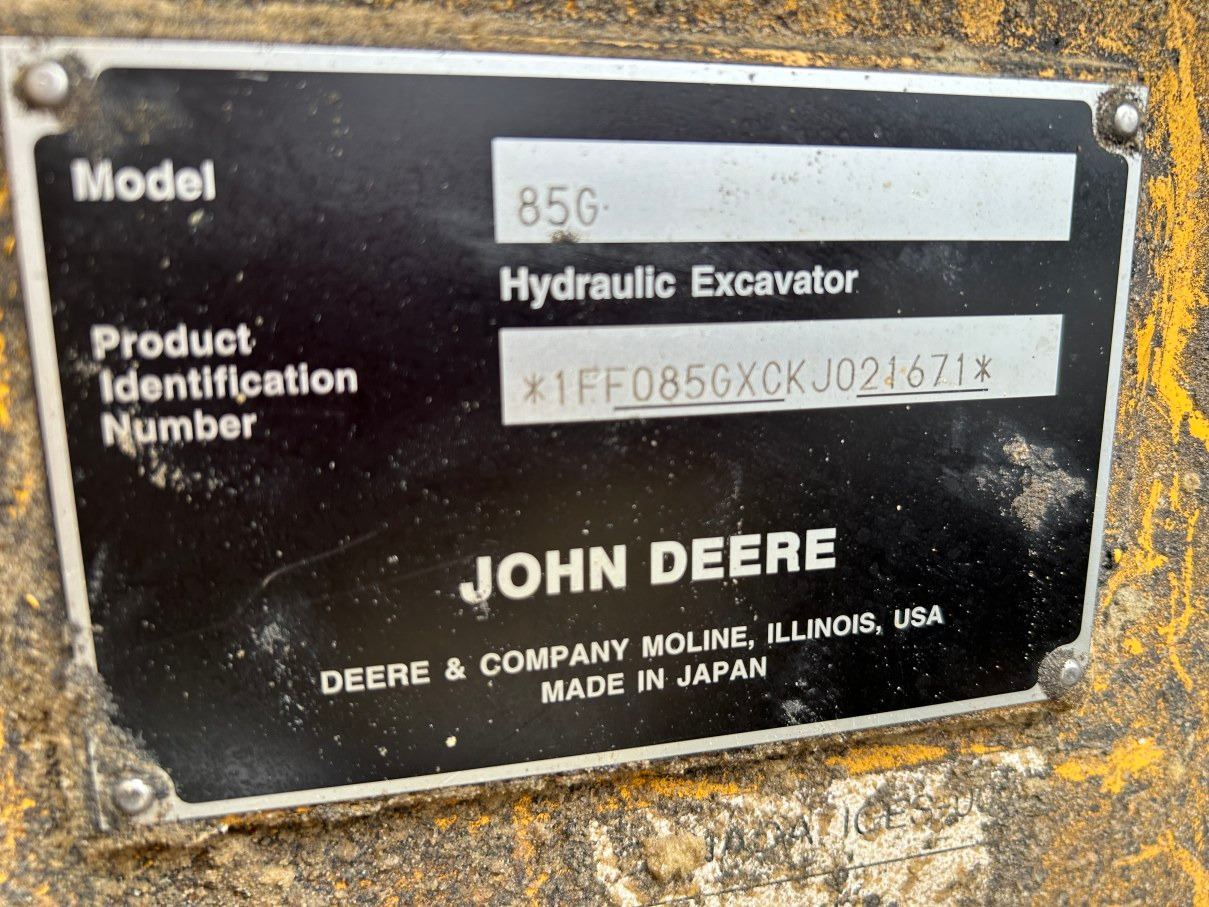 Model
85G
Hydraulic Excavator
Product
Identification
Number
*1FF085GXCKJ021671*
JOHN DEERE
DEERE & COMPANY MOLINE, ILLINOIS, USA
MADE IN JAPAN